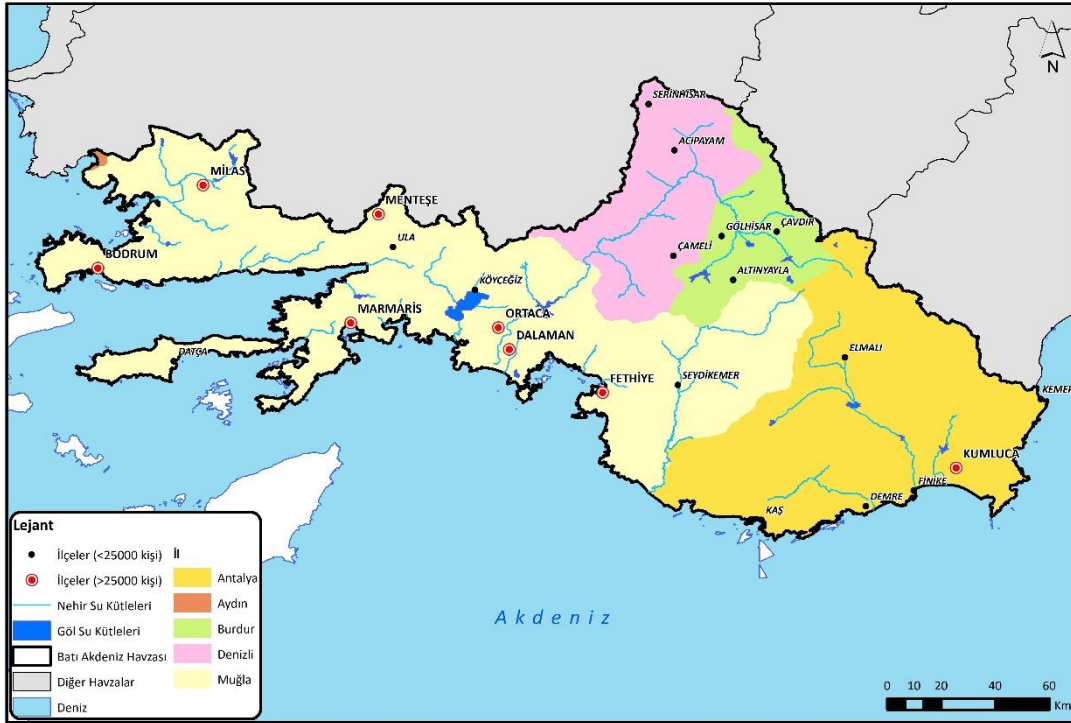 N
SERİNHİSAR
ACIPAYAM
MİLAS
MENTEŞE
ULA
GÖLHİSAR
ÇAVDIR
ÇAMELİ
BODRUM
ALTINYAYLA
KÖYCEĞİZ
MARMARİS
ORTACA
DALAMAN
DATÇA
ELMALI
FETHİYE
SEYDİKEMER
KEMER
KUMLUCA
FİNİKE
DEMRE
KAŞ
Akdeniz
Lejant
İlçeler (<25000 kişi)
İlçeler (>25000 kişi)
Nehir Su Kütleleri
Göl Su Kütleleri
Batı Akdeniz Havzası
Diğer Havzalar
Deniz
İl
Antalya
Aydın
Burdur
Denizli
Muğla
0 10 20 40 60
Km